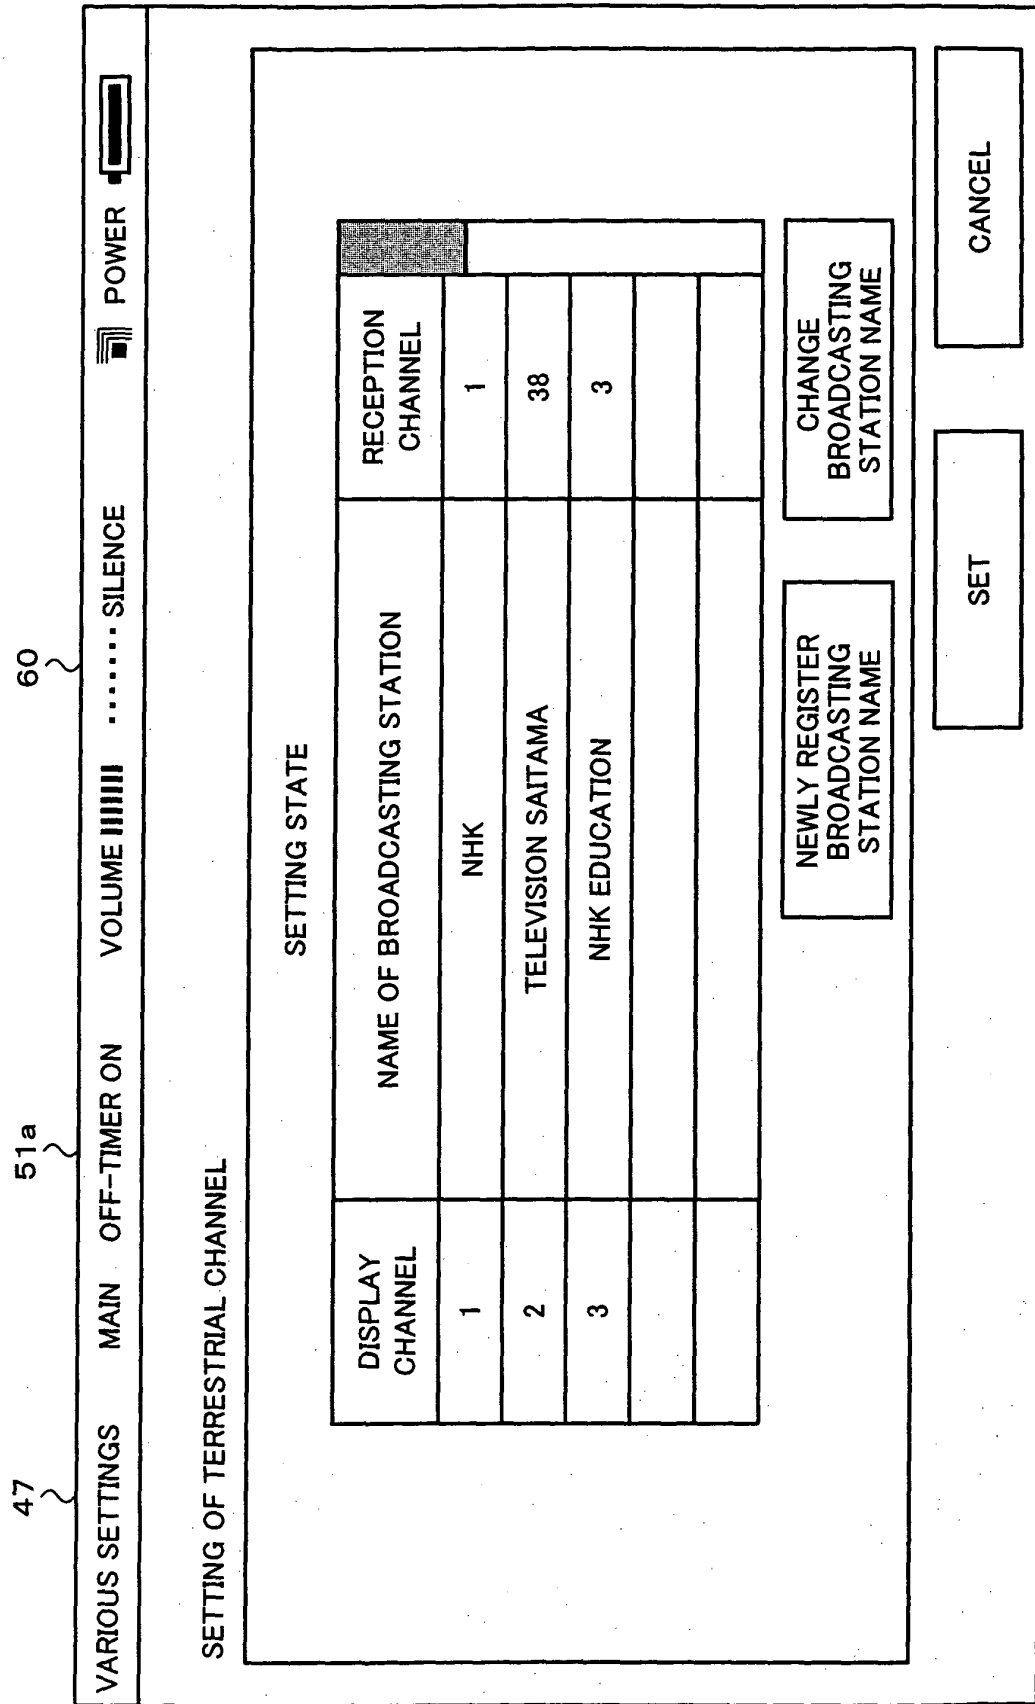 47
51a
60
VARIOUS SETTINGS MAIN OFF-TIMER ON VOLUME ······ SILENCE POWER
SETTING OF TERRESTRIAL CHANNEL
SETTING STATE
DISPLAY
CHANNEL
NAME OF BROADCASTING STATION
RECEPTION
CHANNEL
1 NHK 1
2 TELEVISION SAITAMA 38
3 NHK EDUCATION 3
NEWLY REGISTER
BROADCASTING
STATION NAME
CHANGE
BROADCASTING
STATION NAME
SET
CANCEL